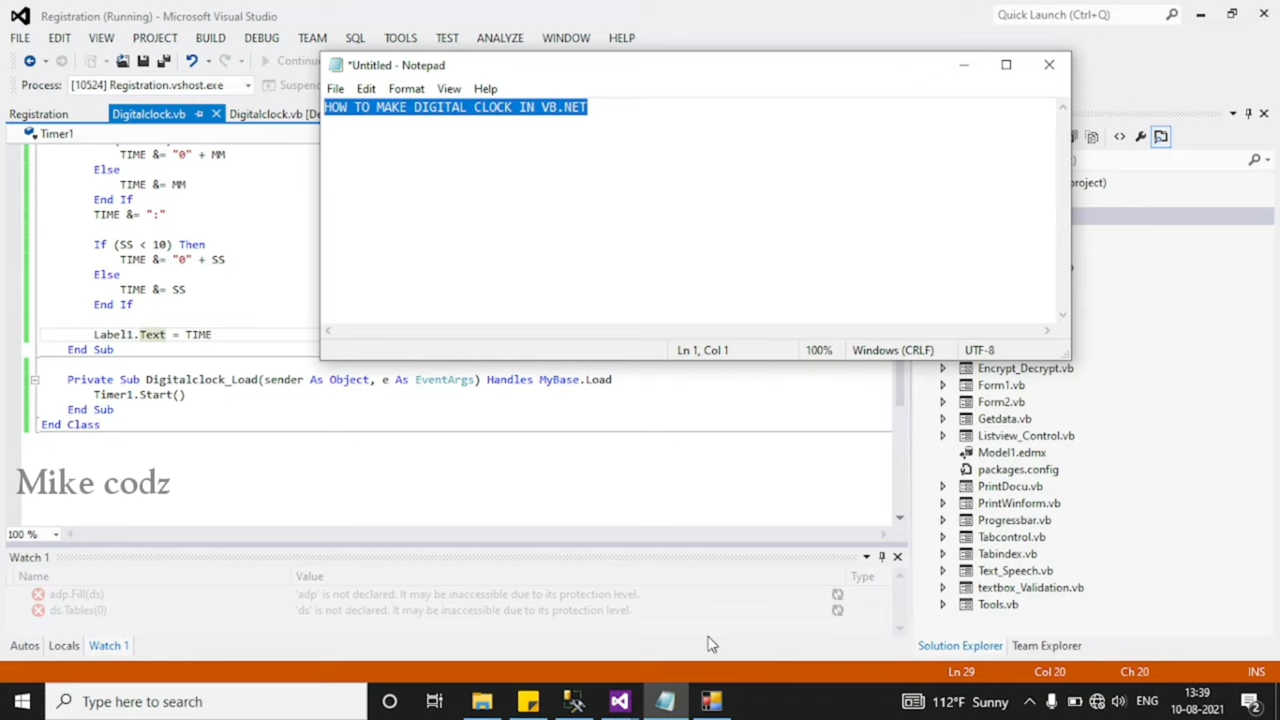 Registration (Running) - Microsoft Visual Studio
Quick Launch (Ctrl+Q)
FILE EDIT VIEW PROJECT BUILD DEBUG TEAM SQL TOOLS TEST ANALYZE WINDOW HELP
Continu
Process: [10524] Registration.vshost.exe
Suspend
*Untitled - Notepad
File Edit Format View Help
HOW TO MAKE DIGITAL CLOCK IN VB.NET
Ln 1, Col 1 100% Windows (CRLF) UTF-8
Registration Digitalclock.vb Digitalclock.vb [De
Timer1
TIME &= "0" + MM
Else
TIME &= MM
End If
TIME &= ":"
If (SS < 10) Then
TIME &= "0" + SS
Else
TIME &= SS
End If
Label1.Text = TIME
End Sub
Private Sub Digitalclock_Load(sender As Object, e As EventArgs) Handles MyBase.Load
Timer1.Start()
End Sub
End Class
Mike codz
100 %
project)
Encrypt_Decrypt.vb
Form1.vb
Form2.vb
Getdata.vb
Listview_Control.vb
Model1.edmx
packages.config
PrintDocu.vb
PrintWinform.vb
Progressbar.vb
Tabcontrol.vb
Tabindex.vb
Text_Speech.vb
textbox_Validation.vb
Tools.vb
Solution Explorer Team Explorer
Watch 1
Name Value Type
adp.Fill(ds) 'adp' is not declared. It may be inaccessible due to its protection level.
ds.Tables(0) 'ds' is not declared. It may be inaccessible due to its protection level.
Autos Locals Watch 1
Ln 29 Col 20 Ch 20 INS
Type here to search
112°F Sunny
ENG
13:39
10-08-2021
2